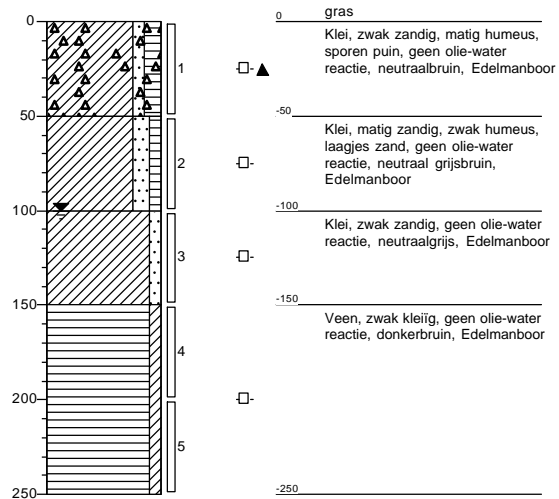 0
50
100
150
200
250
1
2
3
4
5
0
gras
Klei, zwak zandig, matig humeus,
sporen puin, geen olie-water
reactie, neutraalbruin, Edelmanboor
-50
Klei, matig zandig, zwak humeus,
laagjes zand, geen olie-water
reactie, neutraal grijsbruin,
Edelmanboor
-100
Klei, zwak zandig, geen olie-water
reactie, neutraalgrijs, Edelmanboor
-150
Veen, zwak kleiïg, geen olie-water
reactie, donkerbruin, Edelmanboor
-250